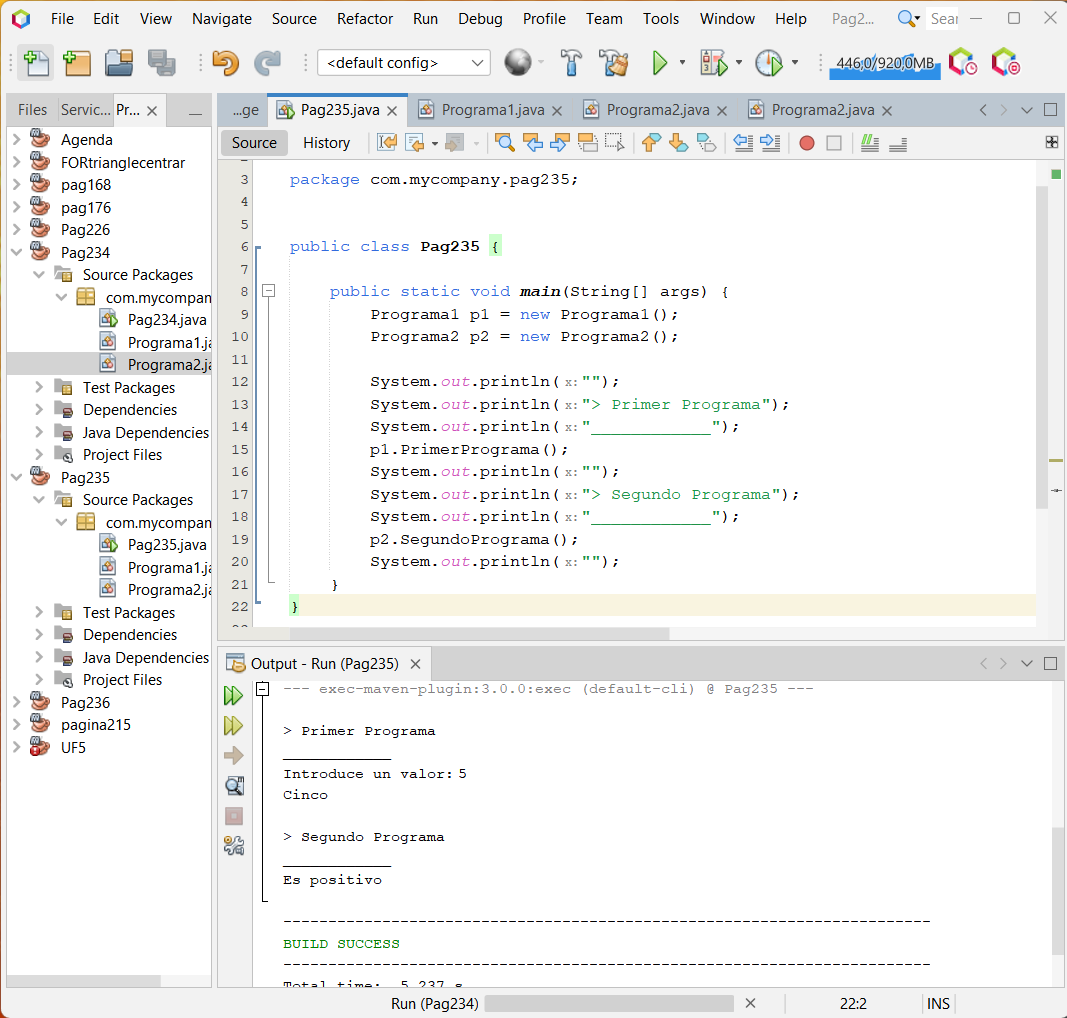 File Edit View Navigate Source Refactor Run Debug Profile Team Tools Window Help Pag2... Sear
<default config> 446,0/920,0MB
Files Servic... Pr...
Agenda
FORtrianglecentrar
pag168
pag176
Pag226
Pag234
Source Packages
com.mycompan
Pag234.java
Programa1.ja
Programa2.ja
Test Packages
Dependencies
Java Dependencies
Project Files
Pag235
Source Packages
com.mycompan
Pag235.java
Programa1.ja
Programa2.ja
Test Packages
Dependencies
Java Dependencies
Project Files
Pag236
pagina215
UF5
...ge Pag235.java Programa1.java Programa2.java Programa2.java
Source History
3 package com.mycompany.pag235;
4
5
6 public class Pag235 {
7
8 public static void main(String[] args) {
9 Programa1 p1 = new Programa1();
10 Programa2 p2 = new Programa2();
11
12 System.out.println(x:"");
13 System.out.println(x:"> Primer Programa");
14 System.out.println(x:"____________");
15 p1.PrimerPrograma();
16 System.out.println(x:"");
17 System.out.println(x:"> Segundo Programa");
18 System.out.println(x:"____________");
19 p2.SegundoPrograma();
20 System.out.println(x:"");
21 }
22 }
Output - Run (Pag235)
--- exec-maven-plugin:3.0.0:exec (default-cli) @ Pag235 ---
> Primer Programa
____________
Introduce un valor: 5
Cinco
> Segundo Programa
____________
Es positivo
------------------------------------------------------------------------
BUILD SUCCESS
------------------------------------------------------------------------
Total time: 5.237 s
Run (Pag234) 22:2 INS